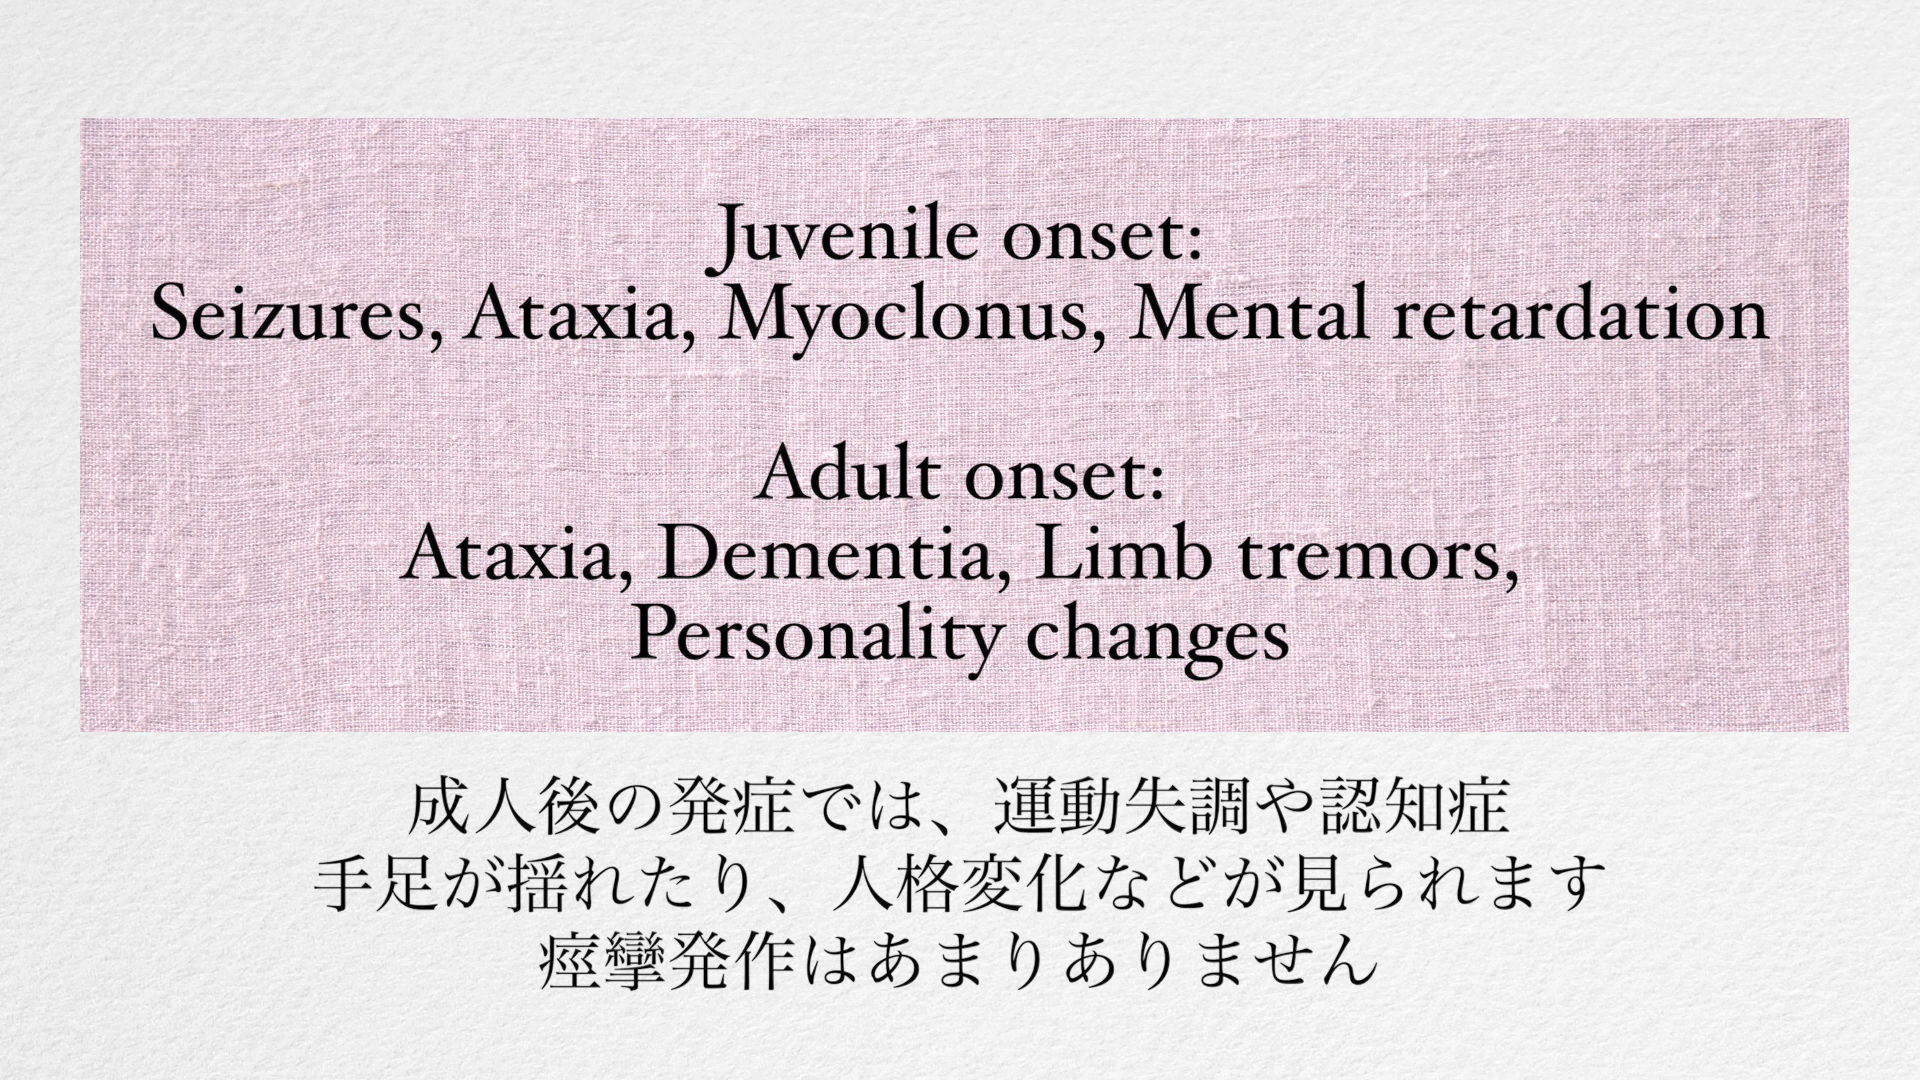 Juvenile onset:
Seizures, Ataxia, Myoclonus, Mental retardation
Adult onset:
Ataxia, Dementia, Limb tremors,
Personality changes
成人後の発症では、運動失調や認知症
手足が揺れたり、人格変化などが見られます
痙攣発作はあまりありません